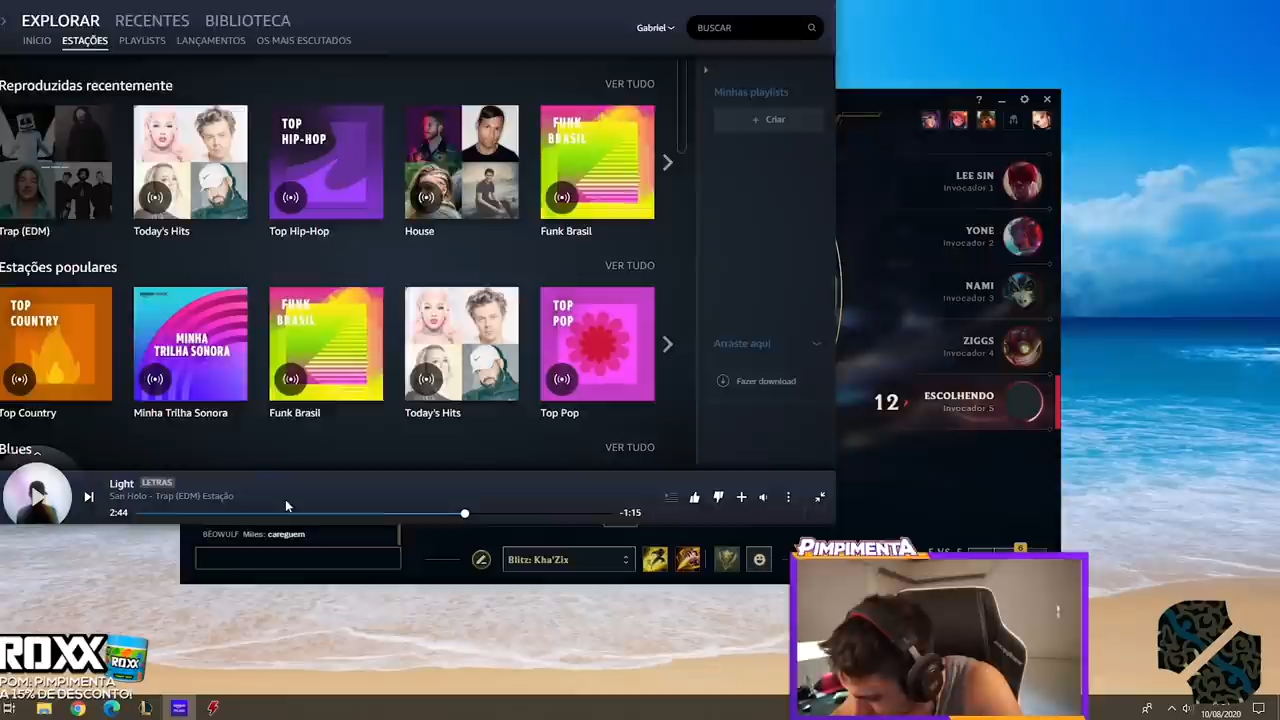 EXPLORAR RECENTES BIBLIOTECA
Gabriel
BUSCAR
INÍCIO ESTAÇÕES PLAYLISTS LANÇAMENTOS OS MAIS ESCUTADOS
Reproduzidas recentemente
VER TUDO
TOP
HIP-HOP
FUNK
BRASIL
Trap (EDM)
Today's Hits
Top Hip-Hop
House
Funk Brasil
Estações populares
VER TUDO
TOP
COUNTRY
MINHA
TRILHA SONORA
FUNK
BRASIL
TOP
POP
Top Country
Minha Trilha Sonora
Funk Brasil
Today's Hits
Top Pop
Blues
VER TUDO
Minhas playlists
+ Criar
Arraste aqui
Fazer download
Light LETRAS
San Holo - Trap (EDM) Estação
2:44
-1:15
?
LEE SIN
Invocador 1
YONE
Invocador 2
NAMI
Invocador 3
ZIGGS
Invocador 4
12
ESCOLHENDO
Invocador 5
BÉOWULF Miles: careguem
Blitz: Kha'Zix
6
PIMPIMENTA
ROXX
ROXX
POM: PIMPIMENTA
A 15% DE DESCONTO!
10/08/2020